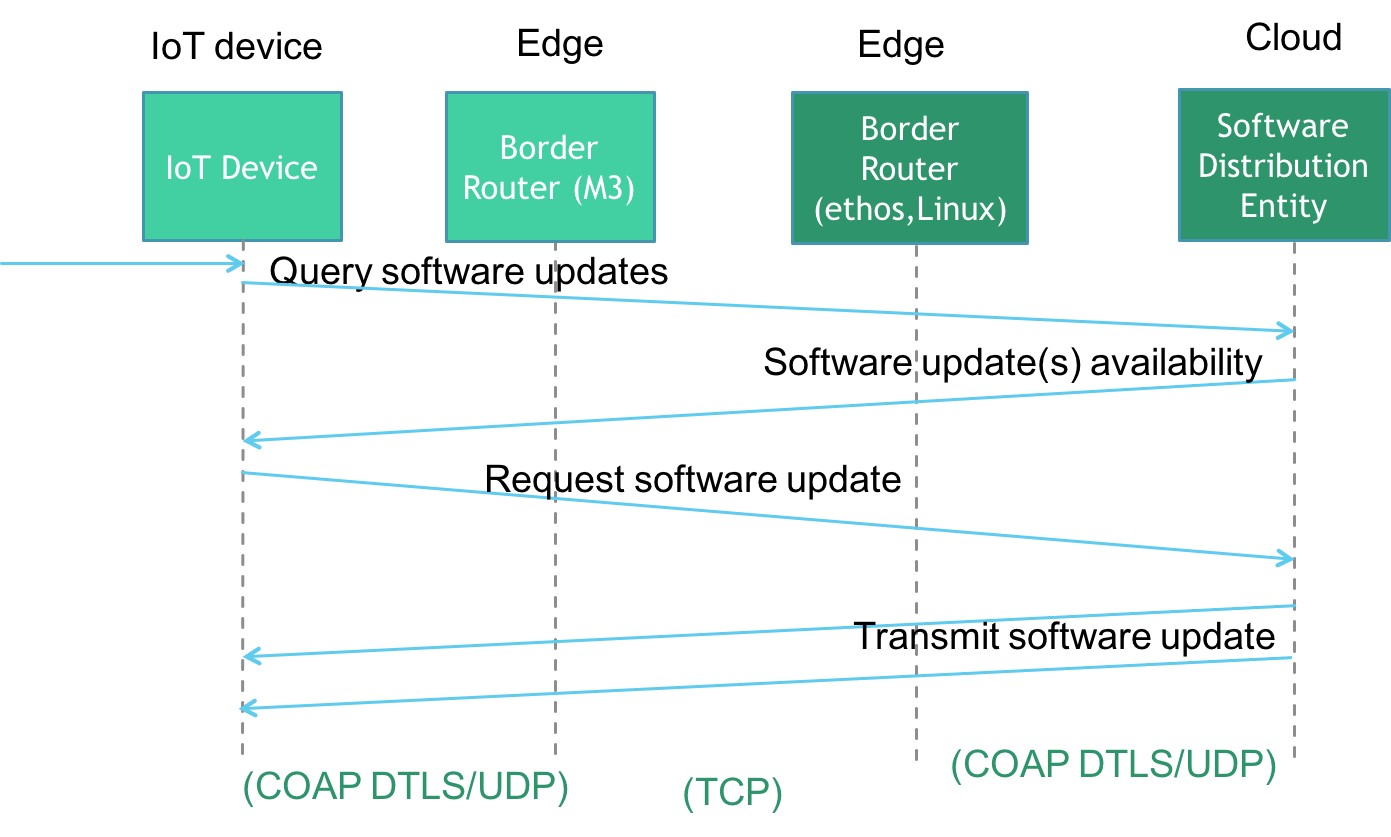 IoT device
Edge
Edge
Cloud
IoT Device
Border
Router (M3)
Border
Router
(ethos,Linux)
Software
Distribution
Entity
Query software updates
Software update(s) availability
Request software update
Transmit software update
(COAP DTLS/UDP)
(TCP)
(COAP DTLS/UDP)